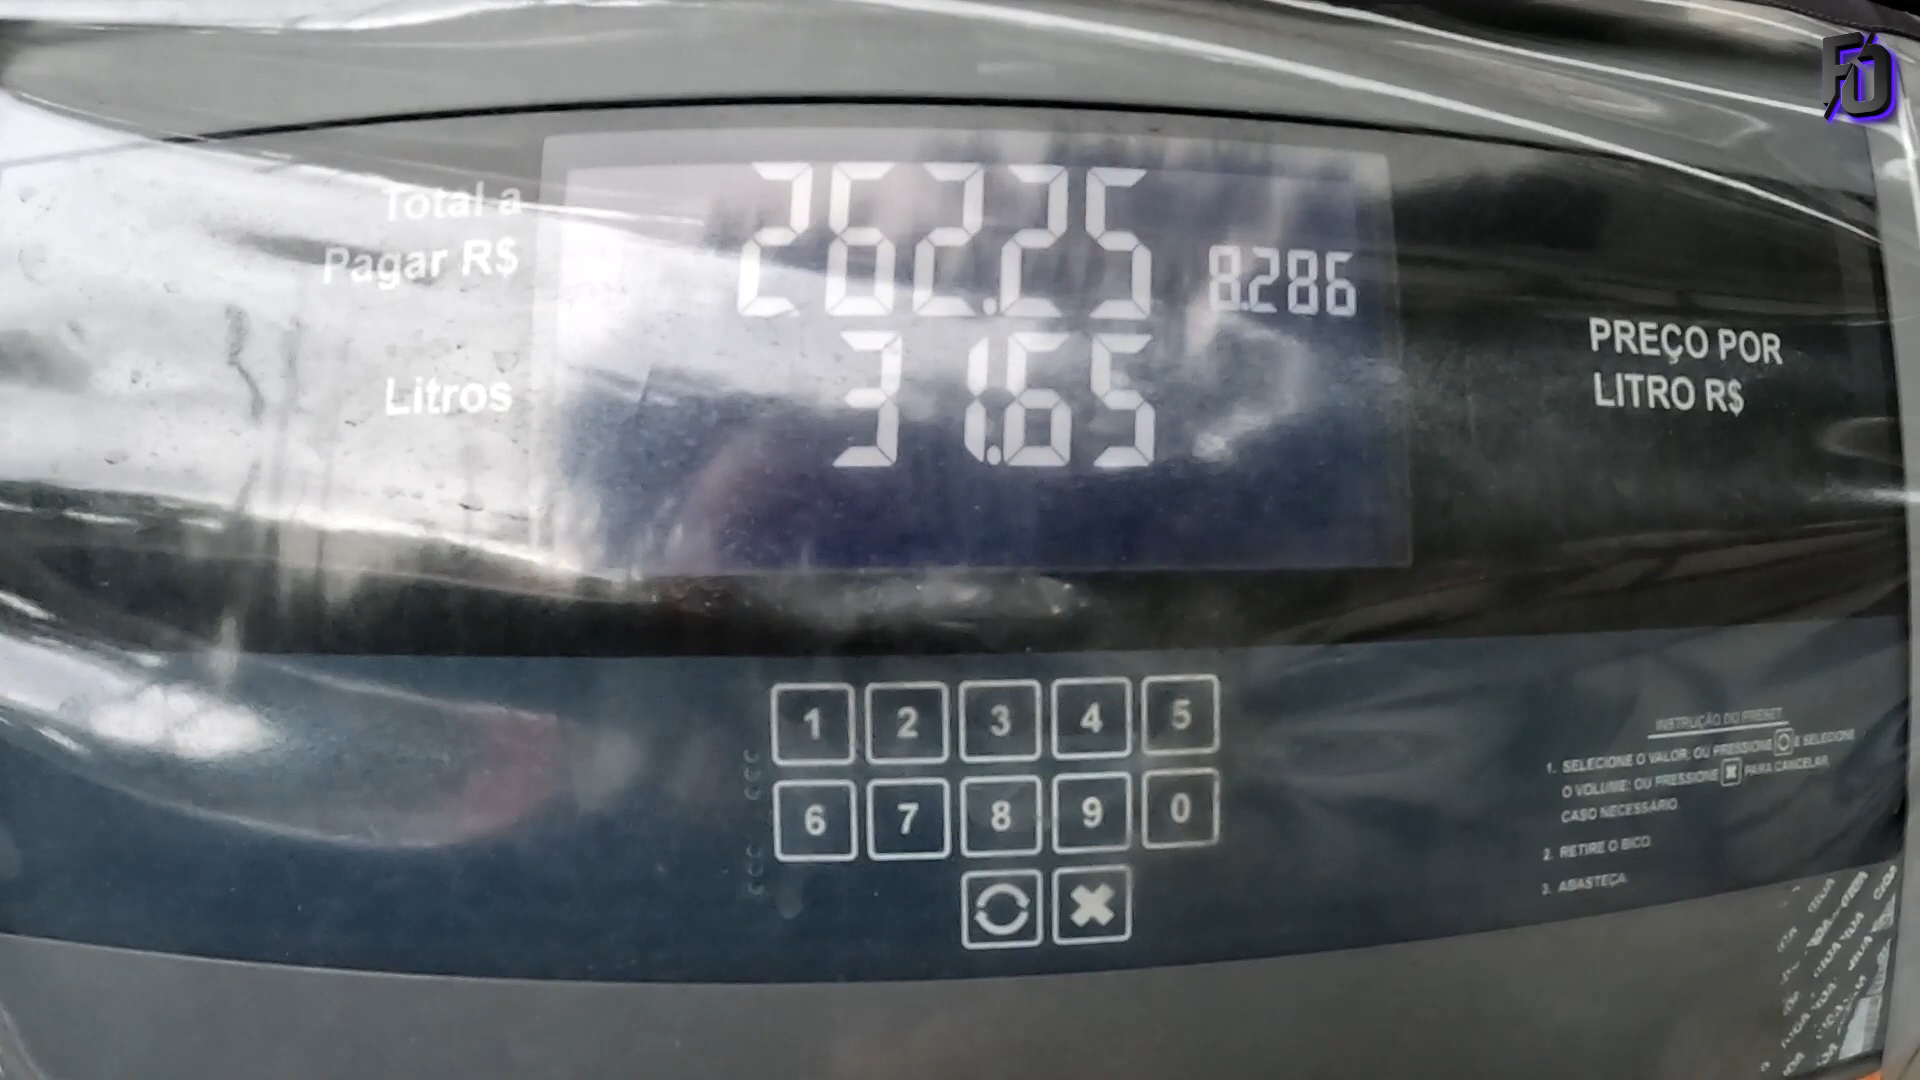 FD
Total a
Pagar R$
262.25
8.286
PREÇO POR
LITRO R$
Litros
31.65
1 2 3 4 5
6 7 8 9 0
INSTRUÇÃO DO PRESET
1. SELECIONE O VALOR; OU PRESSIONE E SELECIONE
O VOLUME; OU PRESSIONE PARA CANCELAR,
CASO NECESSÁRIO.
2. RETIRE O BICO.
3. ABASTEÇA.